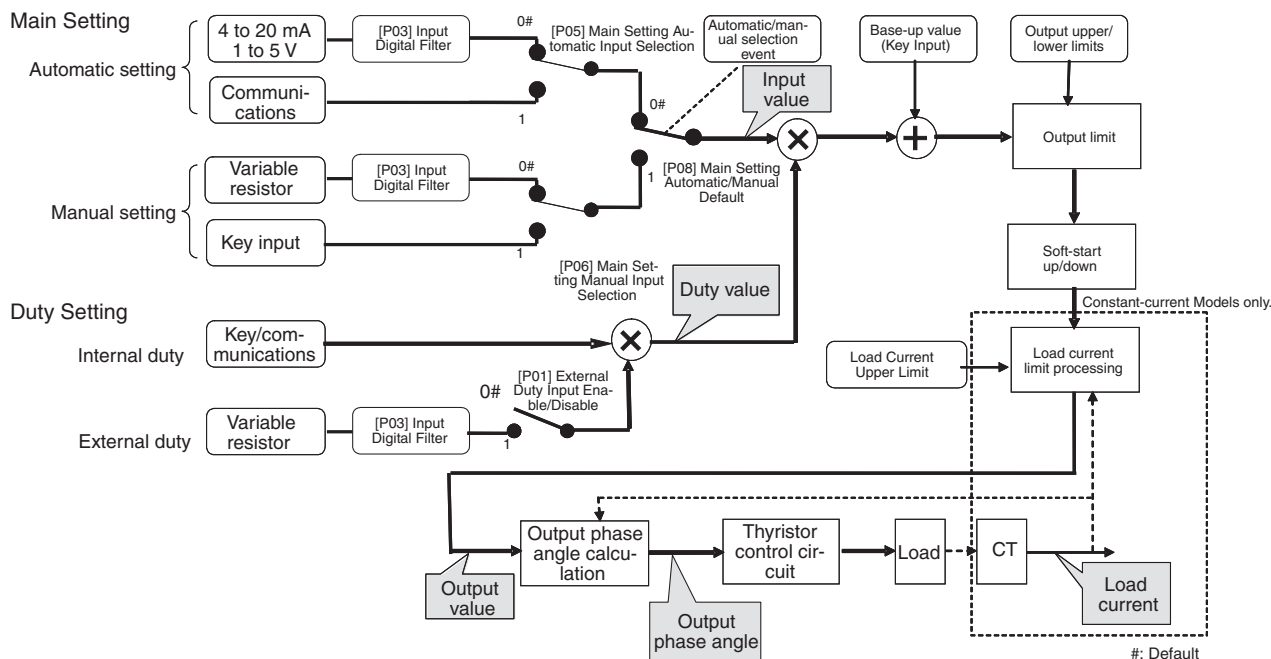 Main Setting
Automatic setting
4 to 20 mA
1 to 5 V
[P03] Input
Digital Filter
0#
[P05] Main Setting Au-
tomatic Input Selection
Automatic/man-
ual selection
event
Base-up value
(Key Input)
Output upper/
lower limits
Communi-
cations
1
0#
Input
value
×
+
Output limit
Manual setting
Variable
resistor
[P03] Input
Digital Filter
0#
1
[P08] Main Setting
Automatic/Manual
Default
Key input
1
[P06] Main Set-
ting Manual Input
Selection
Duty value
Soft-start
up/down
Constant-current Models only.
Duty Setting
Internal duty
Key/com-
munications
×
Load Current
Upper Limit
Load current
limit processing
0#
[P01] External
Duty Input Ena-
ble/Disable
External duty
Variable
resistor
[P03] Input
Digital Filter
1
Output phase
angle calcu-
lation
Thyristor
control cir-
cuit
Load
CT
Output
value
Output
phase angle
Load
current
#: Default